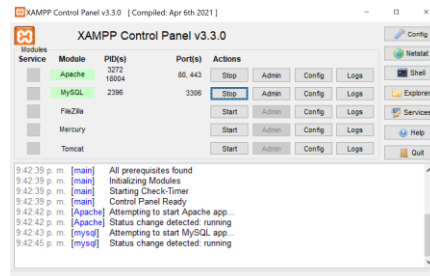 XAMPP Control Panel v3.3.0 [ Compiled: Apr 6th 2021 ]
XAMPP Control Panel v3.3.0
Config
Modules
Service Module PID(s) Port(s) Actions
Netstat
Apache 3272 18004 80, 443 Stop Admin Config Logs
Shell
MySQL 2396 3306 Stop Admin Config Logs
Explorer
FileZilla Start Admin Config Logs
Services
Mercury Start Admin Config Logs
Help
Tomcat Start Admin Config Logs
Quit
9:42:39 p. m. [main] All prerequisites found
9:42:39 p. m. [main] Initializing Modules
9:42:39 p. m. [main] Starting Check-Timer
9:42:39 p. m. [main] Control Panel Ready
9:42:42 p. m. [Apache] Attempting to start Apache app...
9:42:42 p. m. [Apache] Status change detected: running
9:42:43 p. m. [mysql] Attempting to start MySQL app...
9:42:45 p. m. [mysql] Status change detected: running